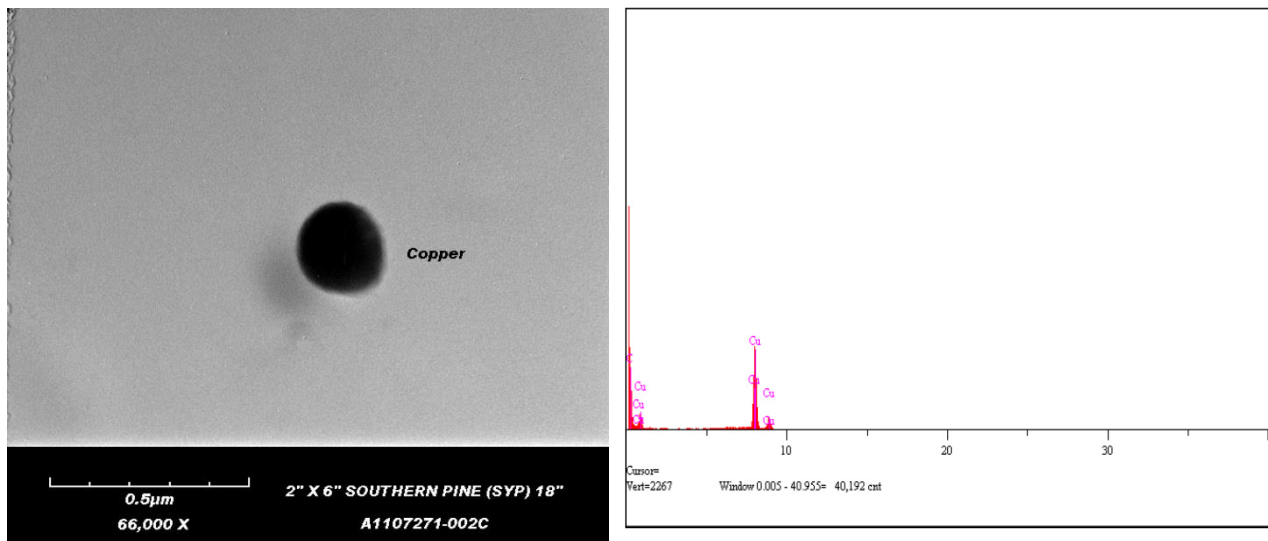 Copper
0.5µm
66,000 X
2" X 6" SOUTHERN PINE (SYP) 18"
A1107271-002C
Cu
C
Cu
Cu
Cu
Cu
Cu
Cu
10
20
30
Cursor=
Vert=2267 Window 0.005 - 40.955= 40,192 cnt